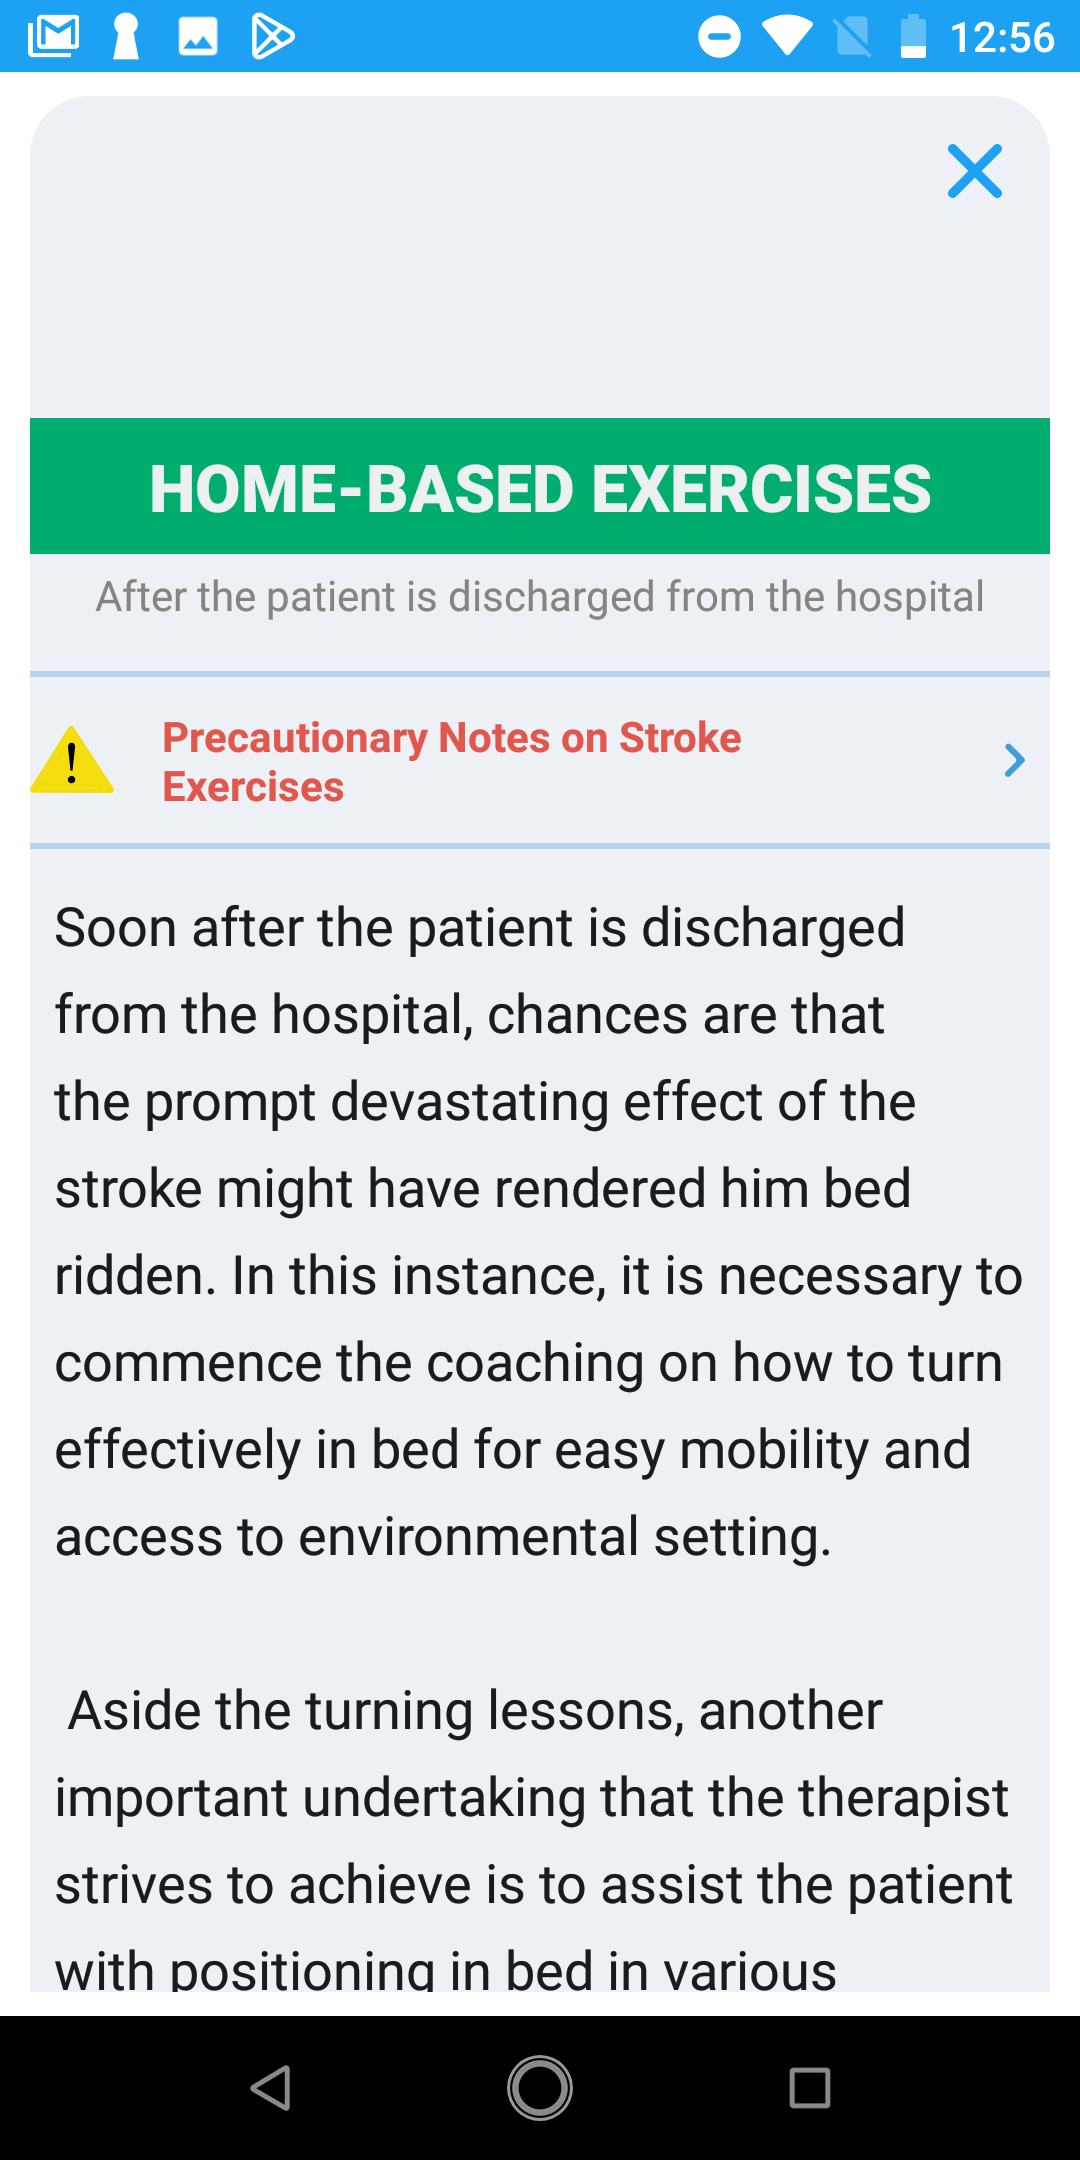 12:56
HOME-BASED EXERCISES
After the patient is discharged from the hospital
Precautionary Notes on Stroke
Exercises
Soon after the patient is discharged
from the hospital, chances are that
the prompt devastating effect of the
stroke might have rendered him bed
ridden. In this instance, it is necessary to
commence the coaching on how to turn
effectively in bed for easy mobility and
access to environmental setting.
Aside the turning lessons, another
important undertaking that the therapist
strives to achieve is to assist the patient
with positioning in bed in various